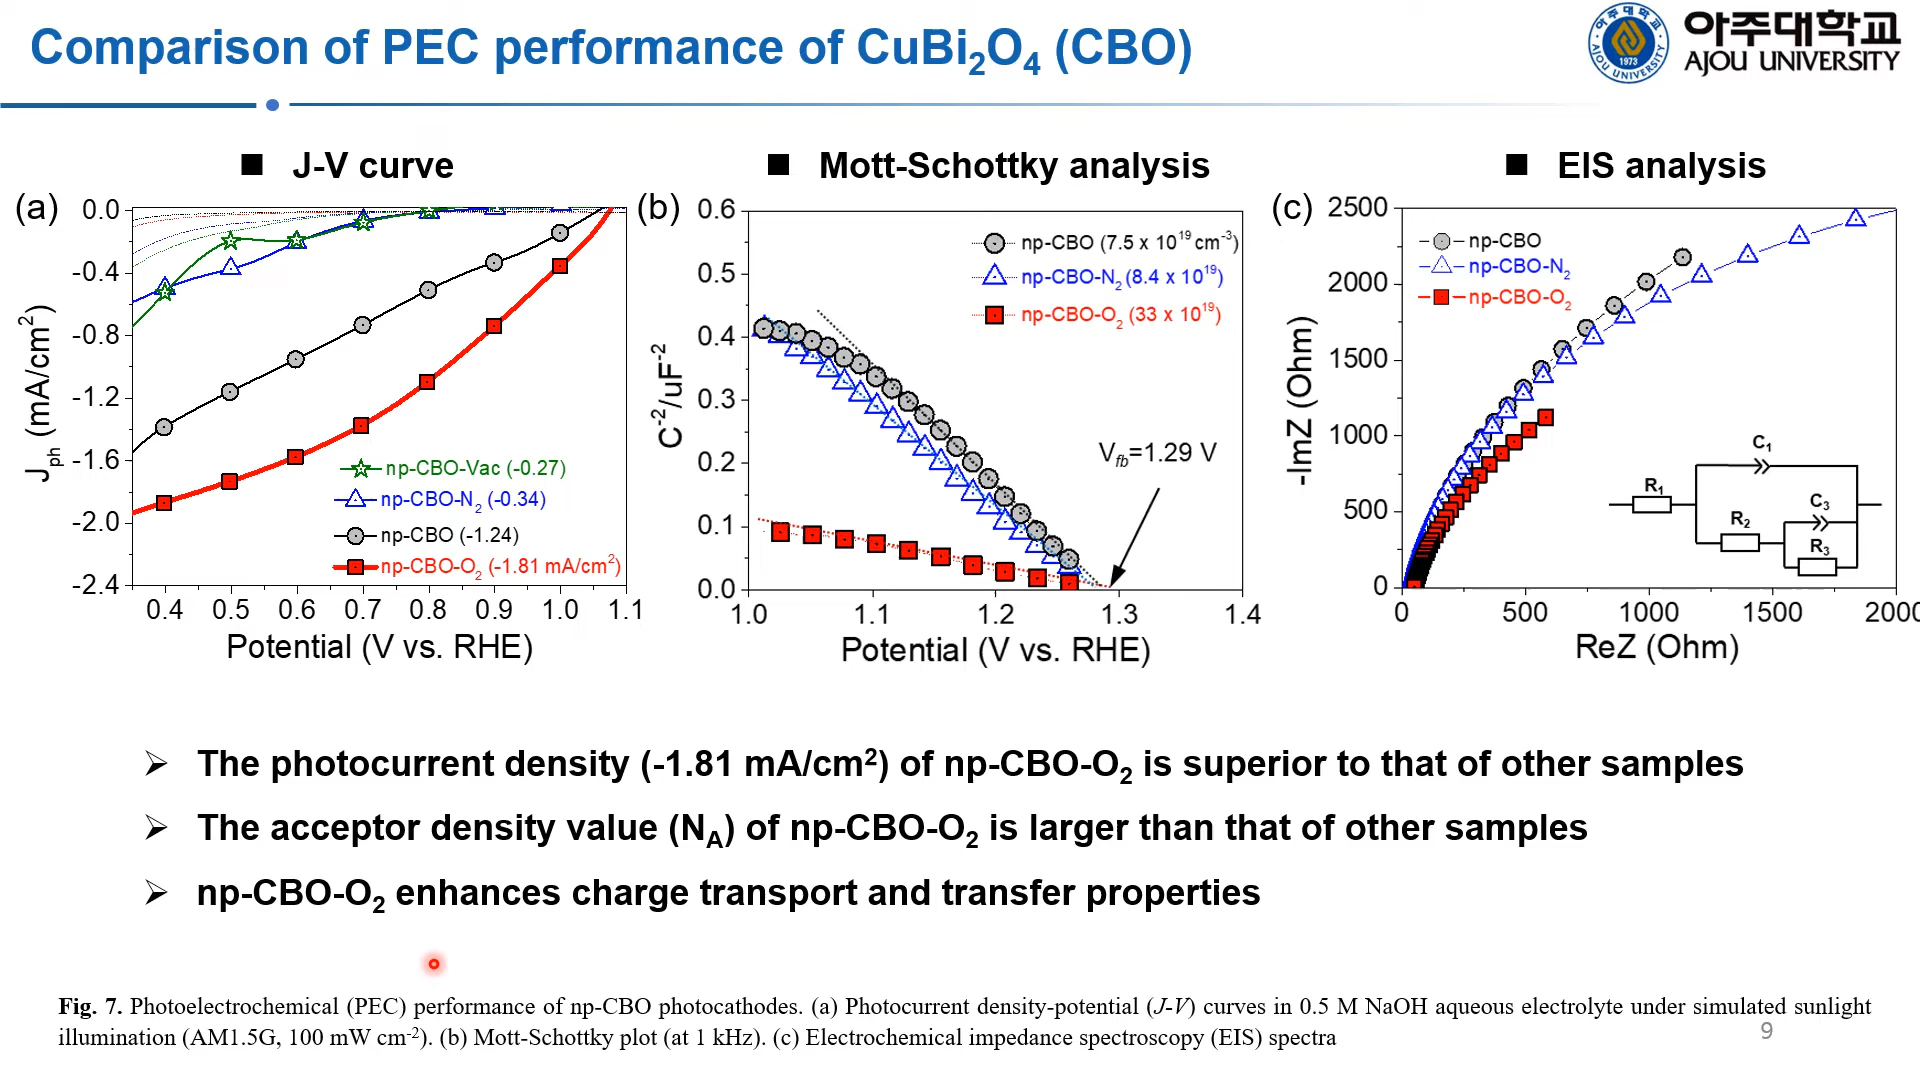 Comparison of PEC performance of CuBi₂O₄ (CBO)
아주대학교
AJOU UNIVERSITY
아주대학교
1973
AJOU UNIVERSITY
■ J-V curve
(a)
0.0
-0.4
-0.8
-1.2
-1.6
-2.0
-2.4
Jph (mA/cm²)
np-CBO-Vac (-0.27)
np-CBO-N₂ (-0.34)
np-CBO (-1.24)
np-CBO-O₂ (-1.81 mA/cm²)
0.4 0.5 0.6 0.7 0.8 0.9 1.0 1.1
Potential (V vs. RHE)
■ Mott-Schottky analysis
(b)
0.6
0.5
0.4
0.3
0.2
0.1
0.0
C⁻²/uF⁻²
np-CBO (7.5 x 10¹⁹ cm⁻³)
np-CBO-N₂ (8.4 x 10¹⁹)
np-CBO-O₂ (33 x 10¹⁹)
Vfb=1.29 V
1.0 1.1 1.2 1.3 1.4
Potential (V vs. RHE)
■ EIS analysis
(c)
2500
2000
1500
1000
500
0
-ImZ (Ohm)
np-CBO
np-CBO-N₂
np-CBO-O₂
C₁
R₁
C₃
R₂
R₃
0 500 1000 1500 2000
ReZ (Ohm)
➢ The photocurrent density (-1.81 mA/cm²) of np-CBO-O₂ is superior to that of other samples
➢ The acceptor density value (N_A) of np-CBO-O₂ is larger than that of other samples
➢ np-CBO-O₂ enhances charge transport and transfer properties
Fig. 7. Photoelectrochemical (PEC) performance of np-CBO photocathodes. (a) Photocurrent density-potential (J-V) curves in 0.5 M NaOH aqueous electrolyte under simulated sunlight
illumination (AM1.5G, 100 mW cm⁻²). (b) Mott-Schottky plot (at 1 kHz). (c) Electrochemical impedance spectroscopy (EIS) spectra
9